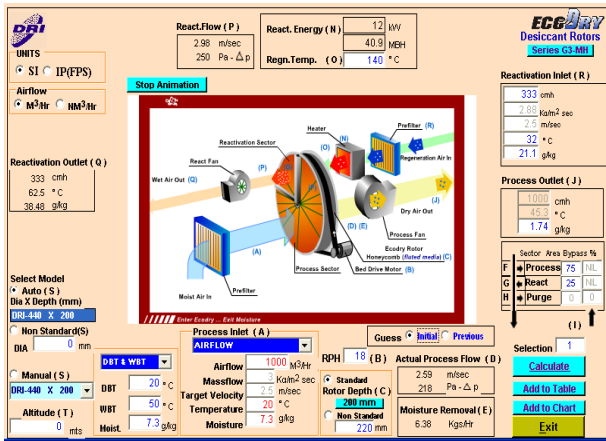 DRI
UNITS
SI IP(FPS)
Airflow
M3/Hr NM3/Hr
React.Flow ( P )
2.98 m/sec
250 Pa - Δ p
React. Energy ( N ) 12 kW
40.9 MBH
Regn.Temp. ( O ) 140 ° C
ECODRY
Desiccant Rotors
Series G3-MH
Stop Animation
Reactivation Inlet ( R )
333 cmh
2.88 Kg/m2 sec
2.5 m/sec
32 ° C
21.1 g/kg
Reactivation Outlet ( Q )
333 cmh
62.5 ° C
38.48 g/kg
Heater
Prefilter (R)
Reactivation Sector
(N)
(O)
React Fan
(P)
Regeneration Air In
Wet Air Out (Q)
(J)
Dry Air Out
(D) (E)
Process Fan
(A)
Ecodry Rotor
Honeycomb (fluted media) (C)
Process Sector
Bed Drive Motor (B)
Moist Air In
Prefilter
Enter Ecodry ... Exit Moisture
Process Outlet ( J )
1000 cmh
45.3 ° C
1.74 g/kg
Sector Area Bypass %
F Process 75 NIL
G React 25 NIL
H Purge 0 0
( I )
Selection 1
Calculate
Add to Table
Add to Chart
Exit
Select Model
Auto ( S )
Dia X Depth (mm)
DRI-440 X 200
Non Standard(S)
DIA 0 mm
Manual ( S )
DRI-440 X 200
Altitude ( T )
0 mts
DBT & WBT
DBT 20 ° C
WBT 50 ° C
Moist. 7.3 g/kg
Process Inlet ( A )
AIRFLOW
Airflow 1000 M3/Hr
Massflow 3 Kg/m2 sec
Target Velocity 2.5 m/sec
Temperature 20 ° C
Moisture 7.3 g/kg
Guess Initial Previous
RPH 18 ( B )
Standard
Rotor Depth ( C )
200 mm
Non Standard
220 mm
Actual Process Flow ( D )
2.59 m/sec
218 Pa - Δ p
Moisture Removal ( E )
6.38 Kgs/Hr